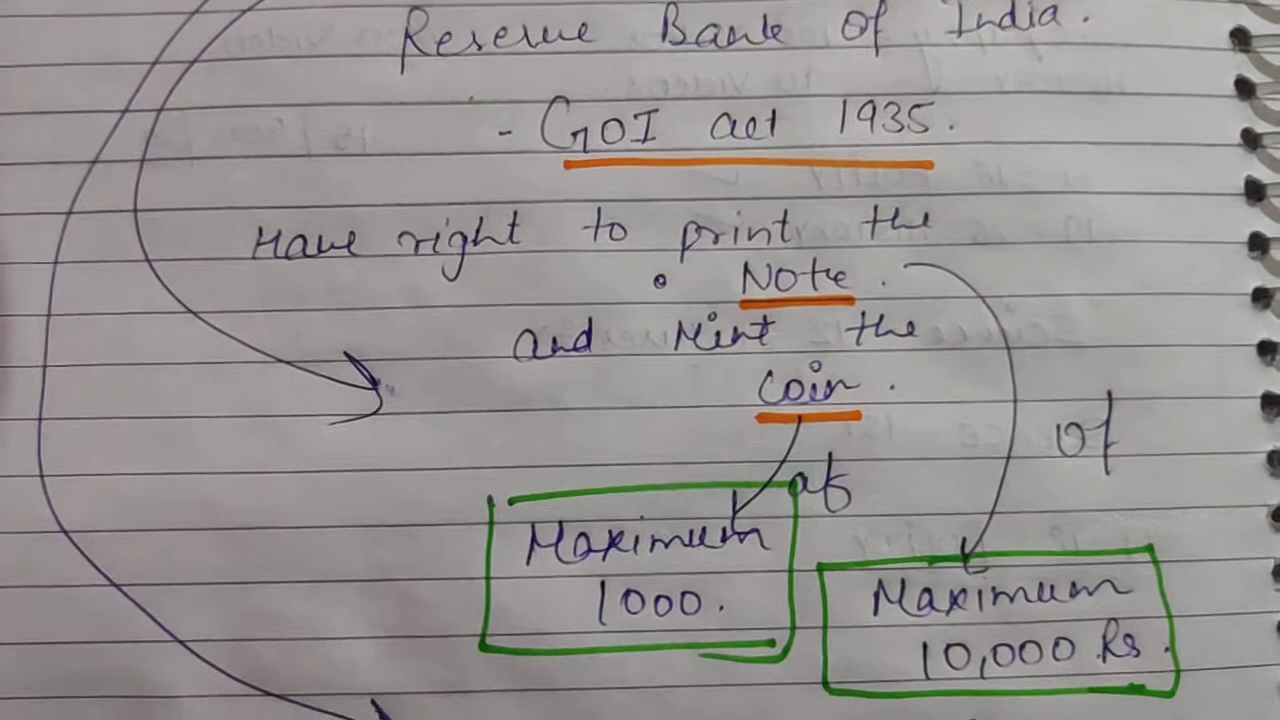 Reserve Bank of India.
- GOI act 1935.
Have right to print the
• Note.
and Mint the
coin.
of
of
Maximum
1000.
Maximum
10,000 Rs.